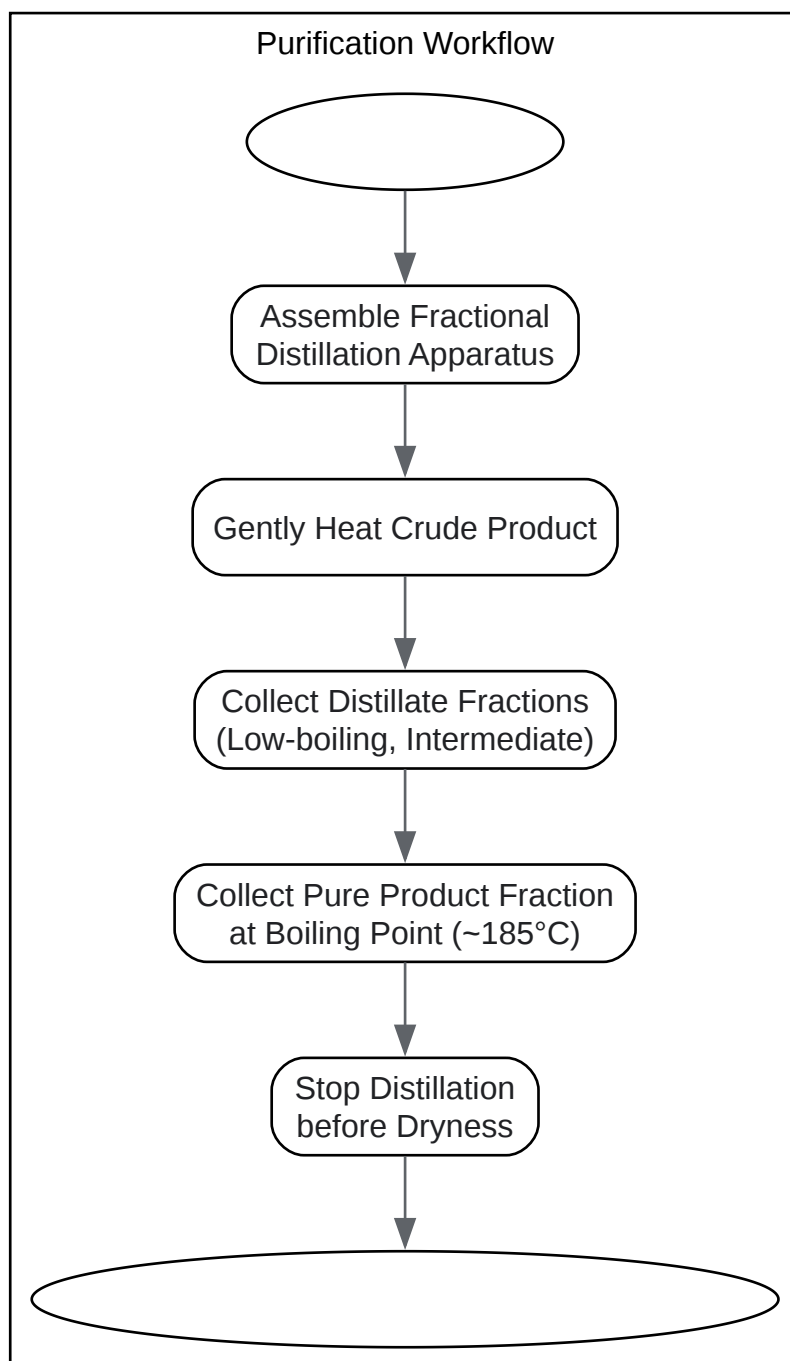 Purification Workflow
Assemble Fractional
Distillation Apparatus
Gently Heat Crude Product
Collect Distillate Fractions
(Low-boiling, Intermediate)
Collect Pure Product Fraction
at Boiling Point (~185°C)
Stop Distillation
before Dryness